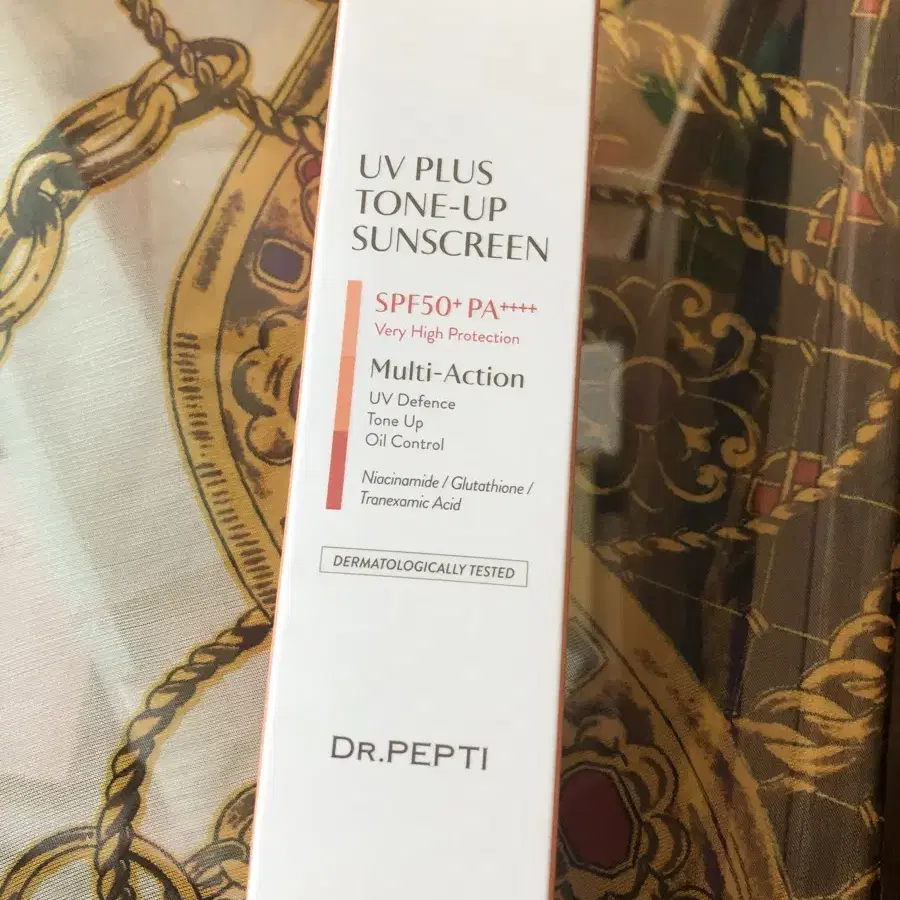 UV PLUS
TONE-UP
SUNSCREEN
SPF50+ PA++++
Very High Protection
Multi-Action
UV Defence
Tone Up
Oil Control
Niacinamide / Glutathione /
Tranexamic Acid
DERMATOLOGICALLY TESTED
DR.PEPTI